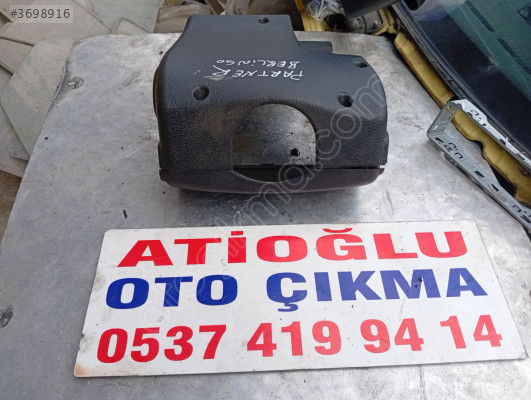 #3698916
PARTNER
BERLiNGO
ATİOĞLU
OTO ÇIKMA
0537 419 94 14